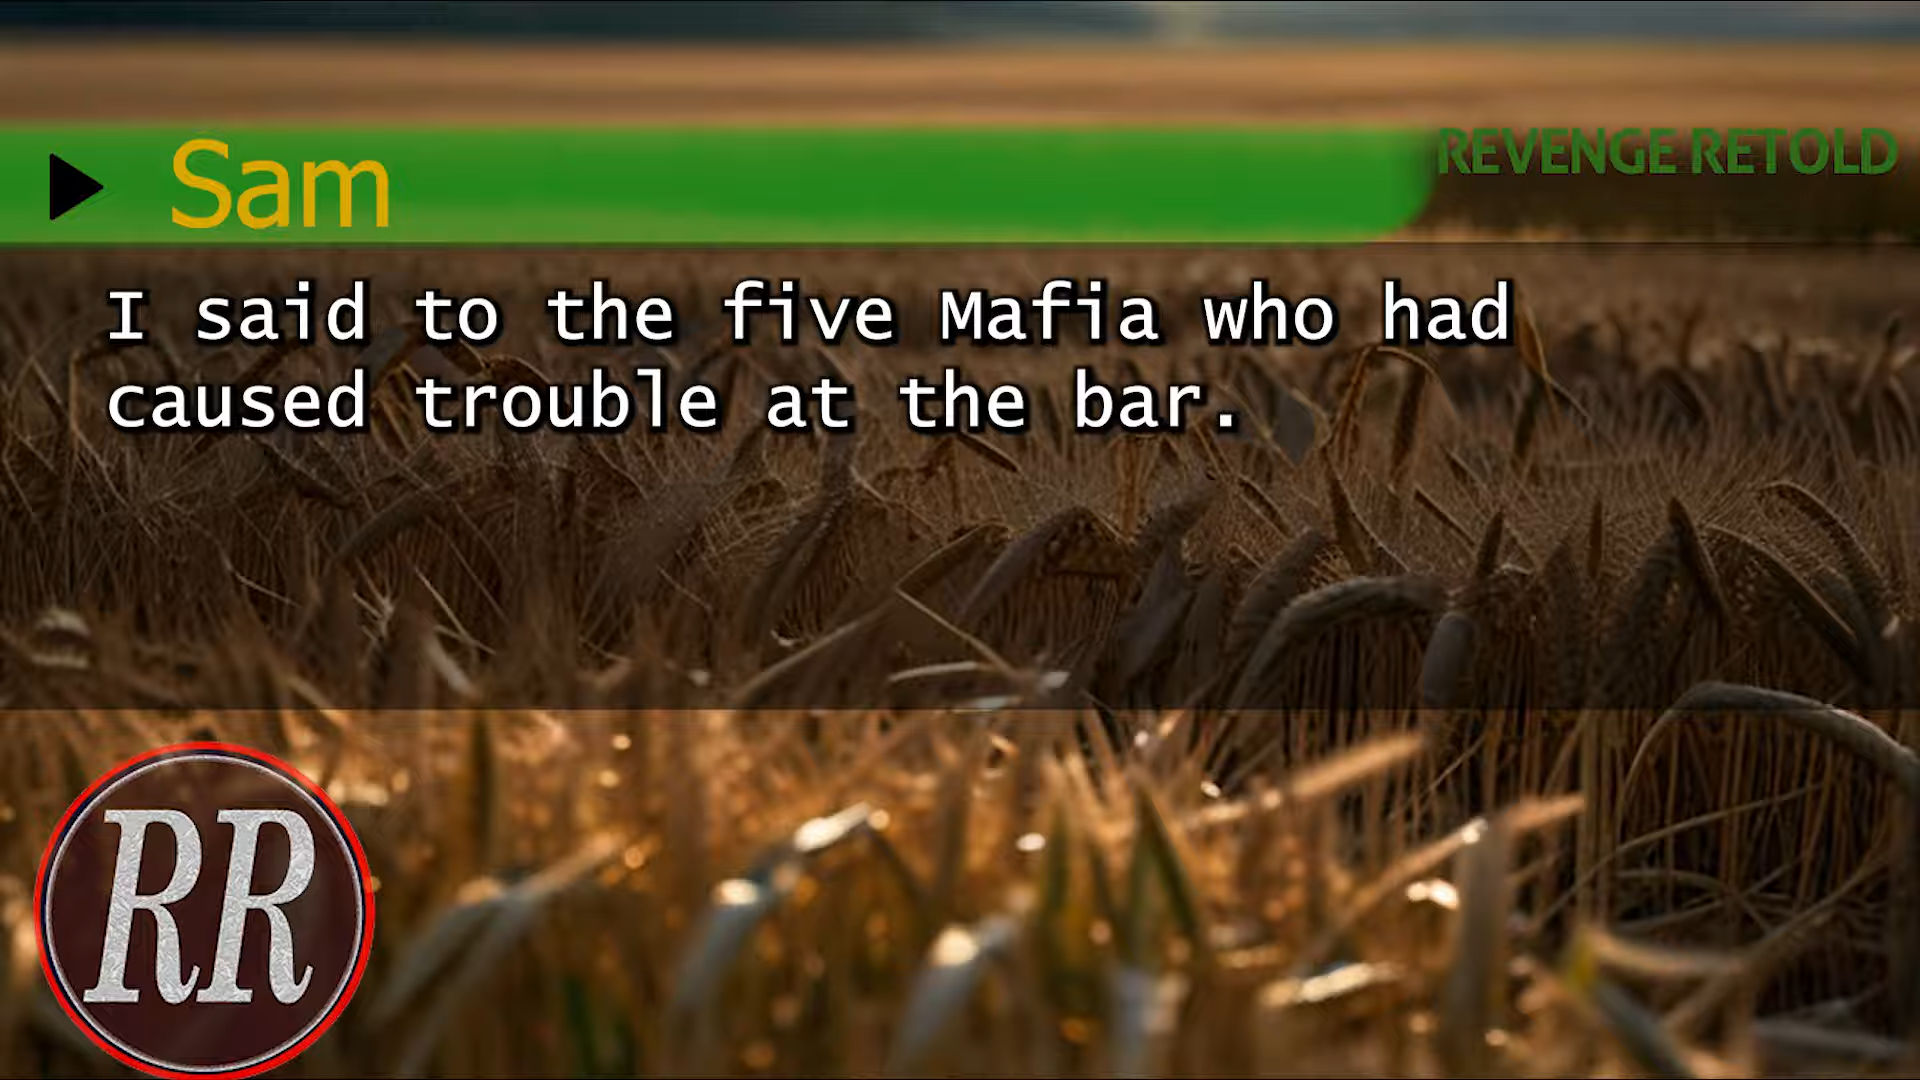 Sam
REVENGE RETOLD
I said to the five Mafia who had
caused trouble at the bar.
RR